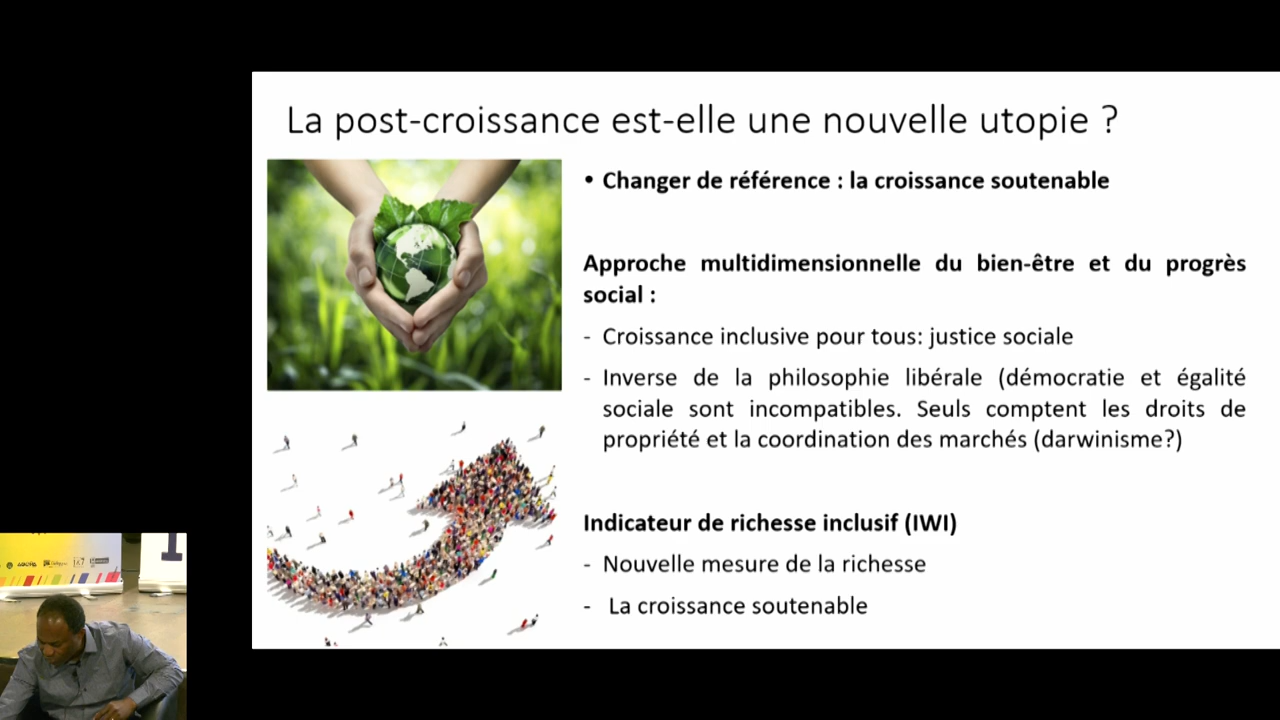 La post-croissance est-elle une nouvelle utopie ?
• Changer de référence : la croissance soutenable
Approche multidimensionnelle du bien-être et du progrès
social :
- Croissance inclusive pour tous: justice sociale
- Inverse de la philosophie libérale (démocratie et égalité
sociale sont incompatibles. Seuls comptent les droits de
propriété et la coordination des marchés (darwinisme?)
Indicateur de richesse inclusif (IWI)
- Nouvelle mesure de la richesse
- La croissance soutenable